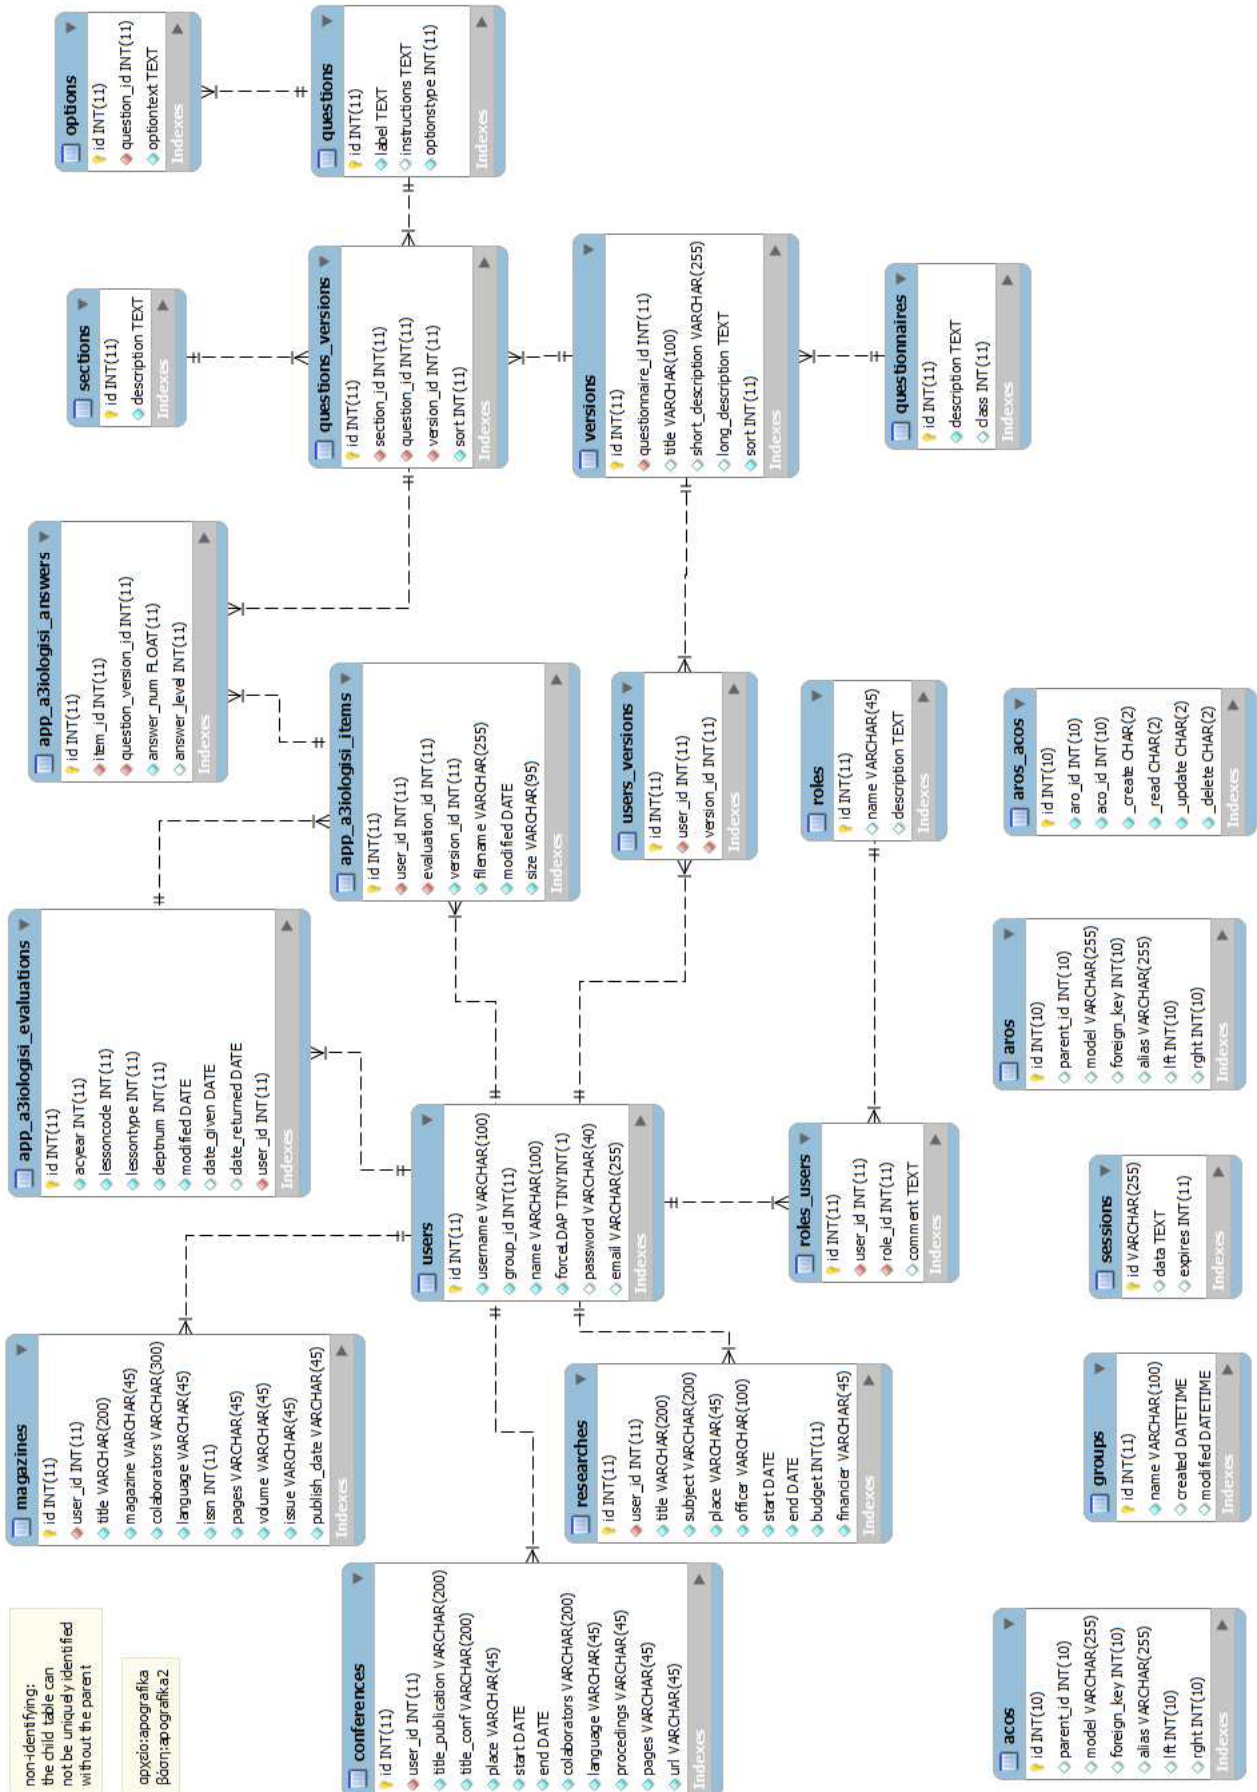 non-identifying:
the child table can
not be uniquely identified
without the parent
αρχείο:apografika
βάση:apografika2
magazines
id INT(11)
user_id INT(11)
title VARCHAR(200)
magazine VARCHAR(45)
colaborators VARCHAR(300)
language VARCHAR(45)
issn INT(11)
pages VARCHAR(45)
volume VARCHAR(45)
issue VARCHAR(45)
publish_date VARCHAR(45)
Indexes
app_a3iologisi_evaluations
id INT(11)
acyear INT(11)
lessoncode INT(11)
lessontype INT(11)
deptnum INT(11)
modified DATE
date_given DATE
date_returned DATE
user_id INT(11)
Indexes
app_a3iologisi_answers
id INT(11)
item_id INT(11)
question_version_id INT(11)
answer_num FLOAT(11)
answer_level INT(11)
Indexes
sections
id INT(11)
description TEXT
Indexes
options
id INT(11)
question_id INT(11)
optiontext TEXT
Indexes
conferences
id INT(11)
user_id INT(11)
title_publication VARCHAR(200)
title_conf VARCHAR(200)
place VARCHAR(45)
start DATE
end DATE
colaborators VARCHAR(200)
language VARCHAR(45)
procedings VARCHAR(45)
pages VARCHAR(45)
url VARCHAR(45)
Indexes
users
id INT(11)
username VARCHAR(100)
group_id INT(11)
name VARCHAR(100)
forceLDAP TINYINT(1)
password VARCHAR(40)
email VARCHAR(255)
Indexes
app_a3iologisi_items
id INT(11)
user_id INT(11)
evaluation_id INT(11)
version_id INT(11)
filename VARCHAR(255)
modified DATE
size VARCHAR(95)
Indexes
questions_versions
id INT(11)
section_id INT(11)
question_id INT(11)
version_id INT(11)
sort INT(11)
Indexes
questions
id INT(11)
label TEXT
instructions TEXT
optionstype INT(11)
Indexes
researches
id INT(11)
user_id INT(11)
title VARCHAR(200)
subject VARCHAR(200)
place VARCHAR(45)
officer VARCHAR(100)
start DATE
end DATE
budget INT(11)
financier VARCHAR(45)
Indexes
users_versions
id INT(11)
user_id INT(11)
version_id INT(11)
Indexes
versions
id INT(11)
questionnaire_id INT(11)
title VARCHAR(100)
short_description VARCHAR(255)
long_description TEXT
sort INT(11)
Indexes
roles_users
id INT(11)
user_id INT(11)
role_id INT(11)
comment TEXT
Indexes
roles
id INT(11)
name VARCHAR(45)
description TEXT
Indexes
questionnaires
id INT(11)
description TEXT
class INT(11)
Indexes
acos
id INT(10)
parent_id INT(10)
model VARCHAR(255)
foreign_key INT(10)
alias VARCHAR(255)
lft INT(10)
rght INT(10)
Indexes
groups
id INT(11)
name VARCHAR(100)
created DATETIME
modified DATETIME
Indexes
sessions
id VARCHAR(255)
data TEXT
expires INT(11)
Indexes
aros
id INT(10)
parent_id INT(10)
model VARCHAR(255)
foreign_key INT(10)
alias VARCHAR(255)
lft INT(10)
rght INT(10)
Indexes
aros_acos
id INT(10)
aro_id INT(10)
aco_id INT(10)
_create CHAR(2)
_read CHAR(2)
_update CHAR(2)
_delete CHAR(2)
Indexes